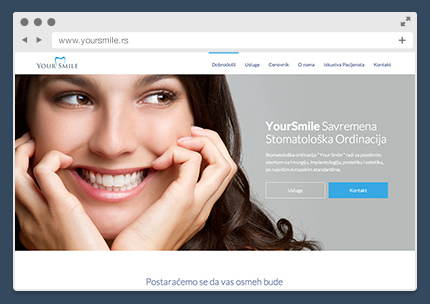 www.yoursmile.rs
YOUR SMILE
Dobrodošli Usluge Cenovnik O nama Iskustva Pacijenata Kontakt
YourSmile Savremena
Stomatološka Ordinacija
Stomatološka ordinacija "Your Smile" radi sa posebnim
osvrtom na hirurgiju, implantologiju, protetiku i estetiku,
po najvišim evropskim standardima.
Usluge Kontakt
Postaraćemo se da vas osmeh bude